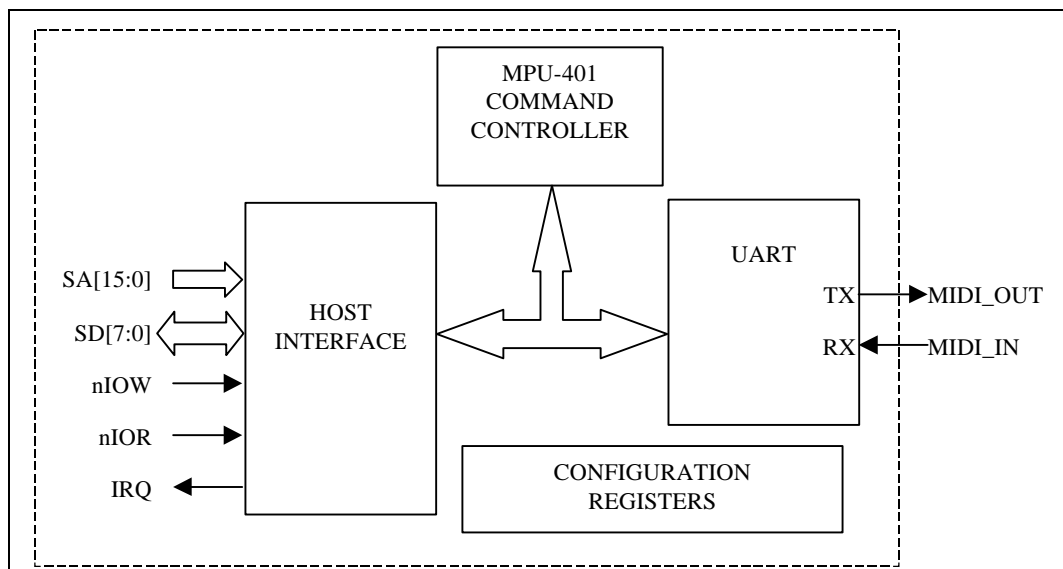 MPU-401
COMMAND
CONTROLLER
SA[15:0]
SD[7:0]
nIOW
nIOR
IRQ
HOST
INTERFACE
UART
TX
RX
MIDI_OUT
MIDI_IN
CONFIGURATION
REGISTERS